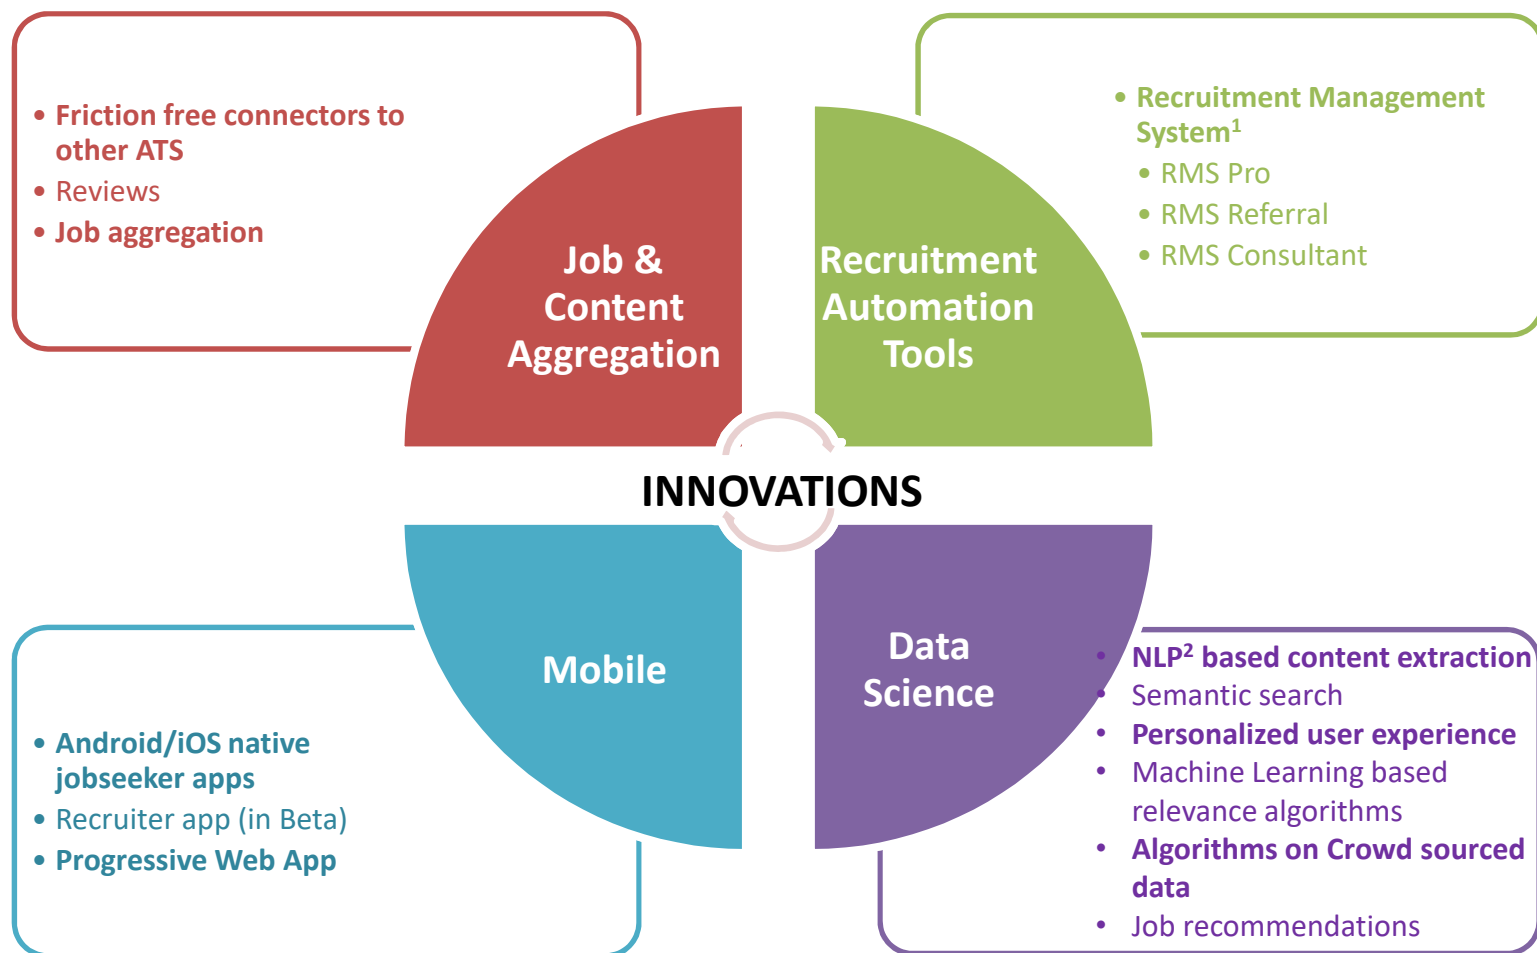 • Friction free connectors to
other ATS
• Reviews
• Job aggregation
Job &
Content
Aggregation
• Recruitment Management
System¹
• RMS Pro
• RMS Referral
• RMS Consultant
Recruitment
Automation
Tools
INNOVATIONS
Mobile
• Android/iOS native
jobseeker apps
• Recruiter app (in Beta)
• Progressive Web App
Data
Science
• NLP² based content extraction
• Semantic search
• Personalized user experience
• Machine Learning based
relevance algorithms
• Algorithms on Crowd sourced
data
• Job recommendations